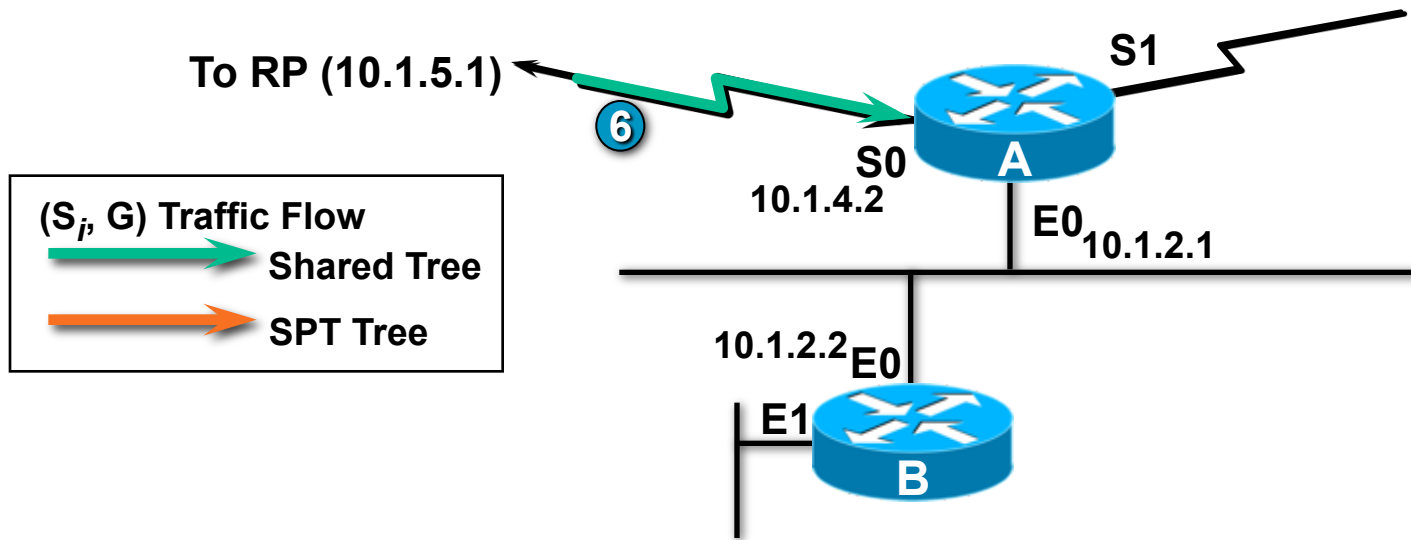 To RP (10.1.5.1)
S1
6
A
S0
10.1.4.2
E0
10.1.2.1
(Si, G) Traffic Flow
Shared Tree
SPT Tree
10.1.2.2
E0
E1
B